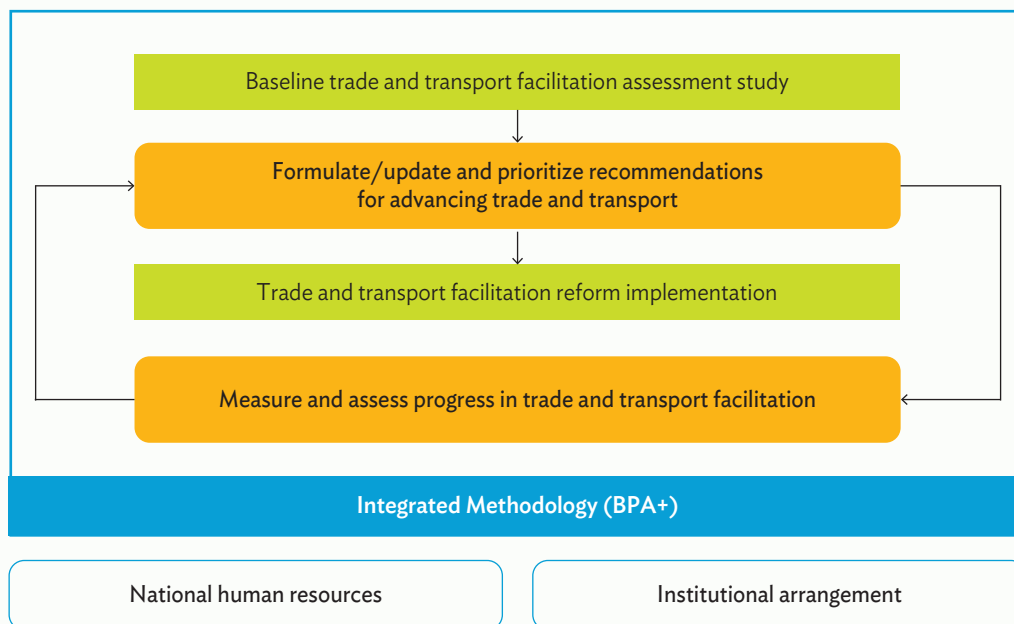 Baseline trade and transport facilitation assessment study
Formulate/update and prioritize recommendations
for advancing trade and transport
Trade and transport facilitation reform implementation
Measure and assess progress in trade and transport facilitation
Integrated Methodology (BPA+)
National human resources
Institutional arrangement